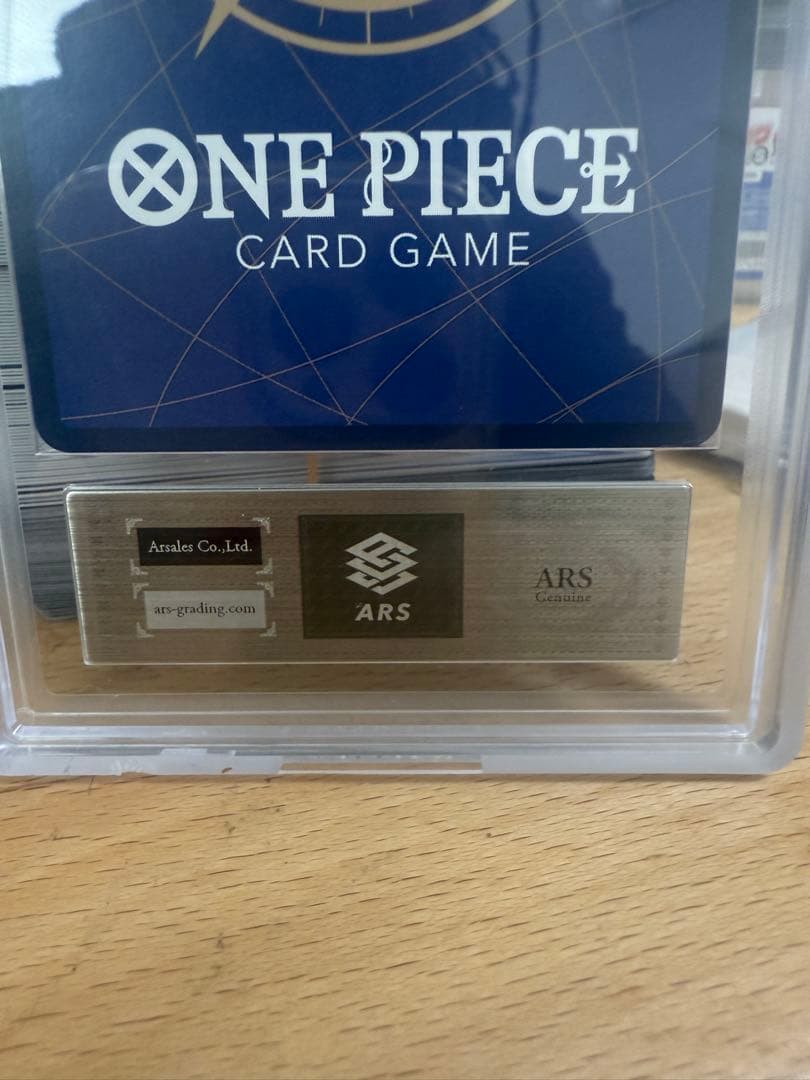 ONE PIECE
CARD GAME
Arsales Co.,Ltd.
ars-grading.com
ARS
ARS
Genuine